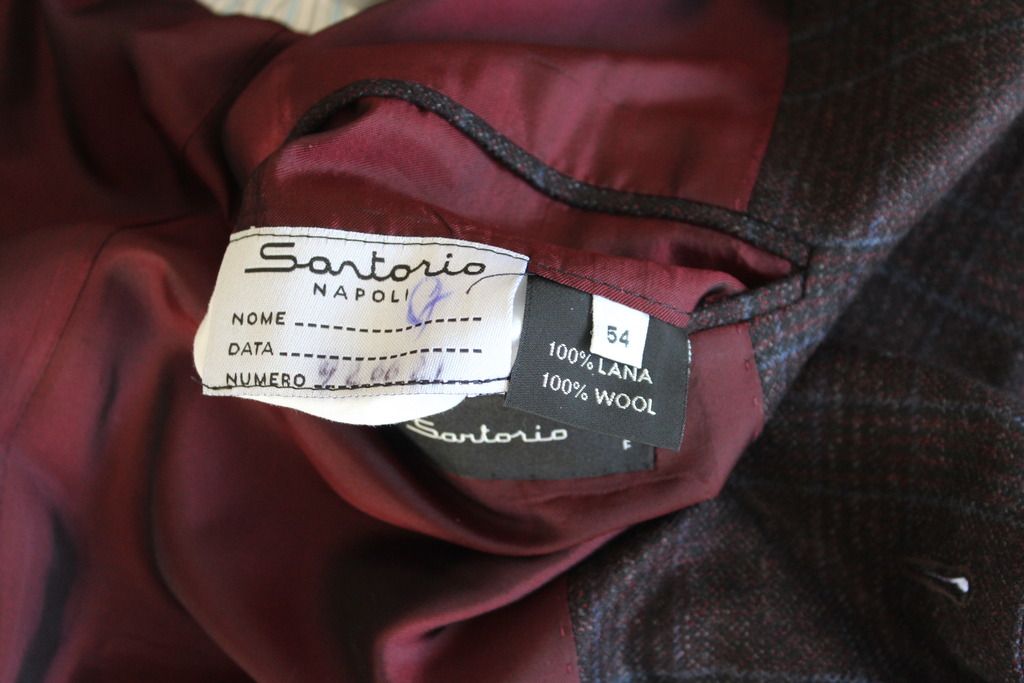 Sartorio
NAPOLI
NOME
DATA
NUMERO
54
100% LANA
100% WOOL
Sartorio
F